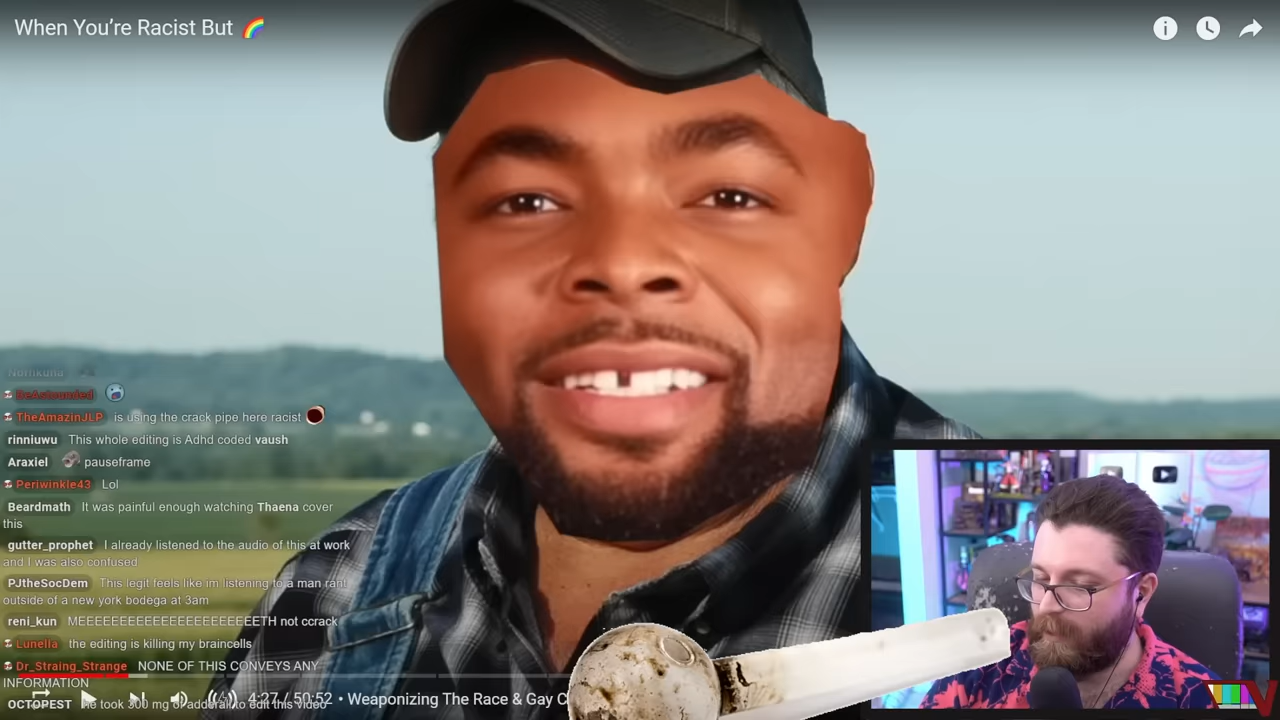 When You’re Racist But 🌈
Norrikuna
BeAstounded
TheAmazinJLP is using the crack pipe here racist
rinniuwu This whole editing is Adhd coded vaush
Araxiel pauseframe
Periwinkle43 Lol
Beardmath It was painful enough watching Thaena cover
this
gutter_prophet I already listened to the audio of this at work
and I was also confused
PJtheSocDem This legit feels like im listening to a man rant
outside of a new york bodega at 3am
reni_kun MEEEEEEEEEEEEEEEEEEEEEETH not ccrack
Lunelia the editing is killing my braincells
Dr_Straing_Strange NONE OF THIS CONVEYS ANY
INFORMATION
4:27 / 50:52 • Weaponizing The Race & Gay C
OCTOPEST he took 300 mg of adderal to edit this video